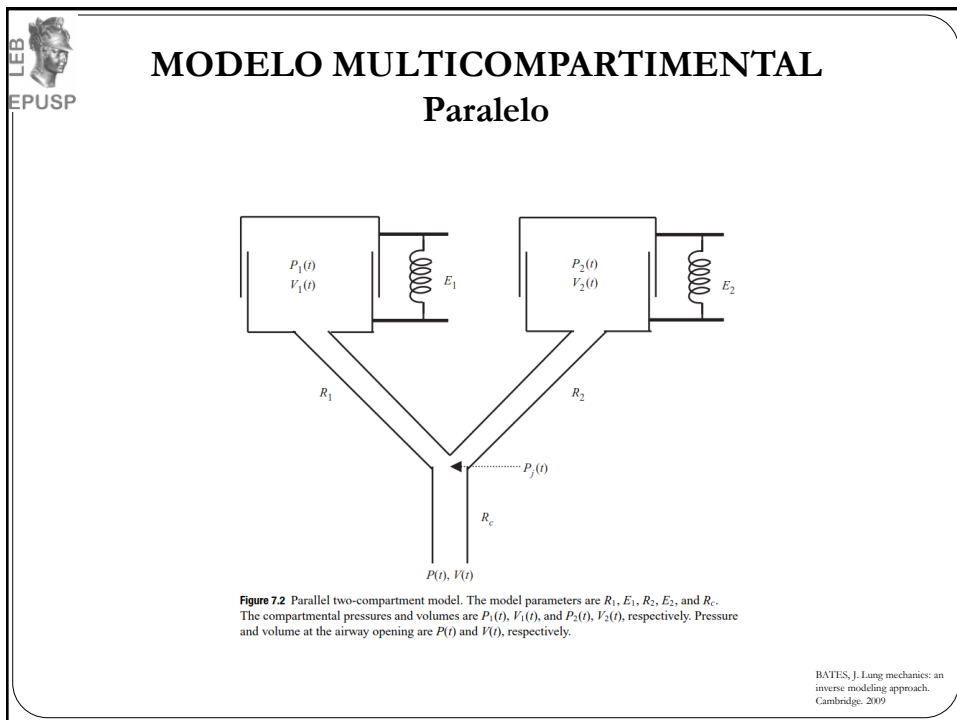 LEB
EPUSP
MODELO MULTICOMPARTIMENTAL
Paralelo
P1(t)
V1(t)
E1
P2(t)
V2(t)
E2
R1
R2
Pj(t)
Rc
P(t), V(t)
Figure 7.2 Parallel two-compartment model. The model parameters are R1, E1, R2, E2, and Rc.
The compartmental pressures and volumes are P1(t), V1(t), and P2(t), V2(t), respectively. Pressure
and volume at the airway opening are P(t) and V(t), respectively.
BATES, J. Lung mechanics: an
inverse modeling approach.
Cambridge. 2009